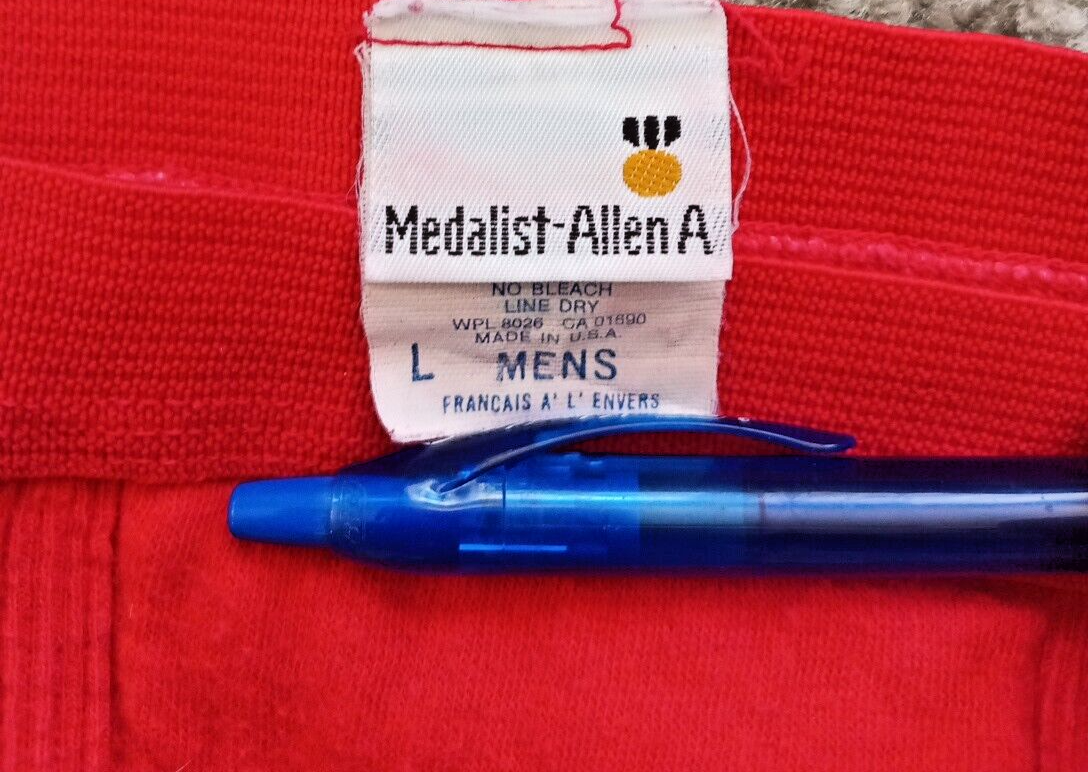 Medalist-Allen A
NO BLEACH
LINE DRY
WPL 8026 CA 01690
MADE IN U.S.A.
L MENS
FRANCAIS A' L' ENVERS